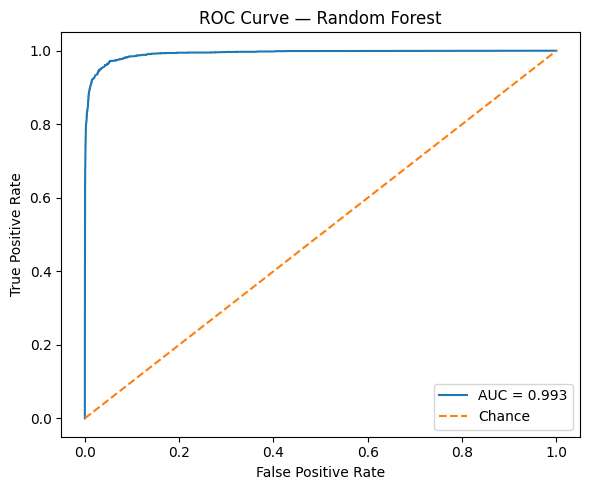 ROC Curve — Random Forest
1.0
0.8
0.6
0.4
0.2
0.0
True Positive Rate
0.0 0.2 0.4 0.6 0.8 1.0
False Positive Rate
AUC = 0.993
Chance